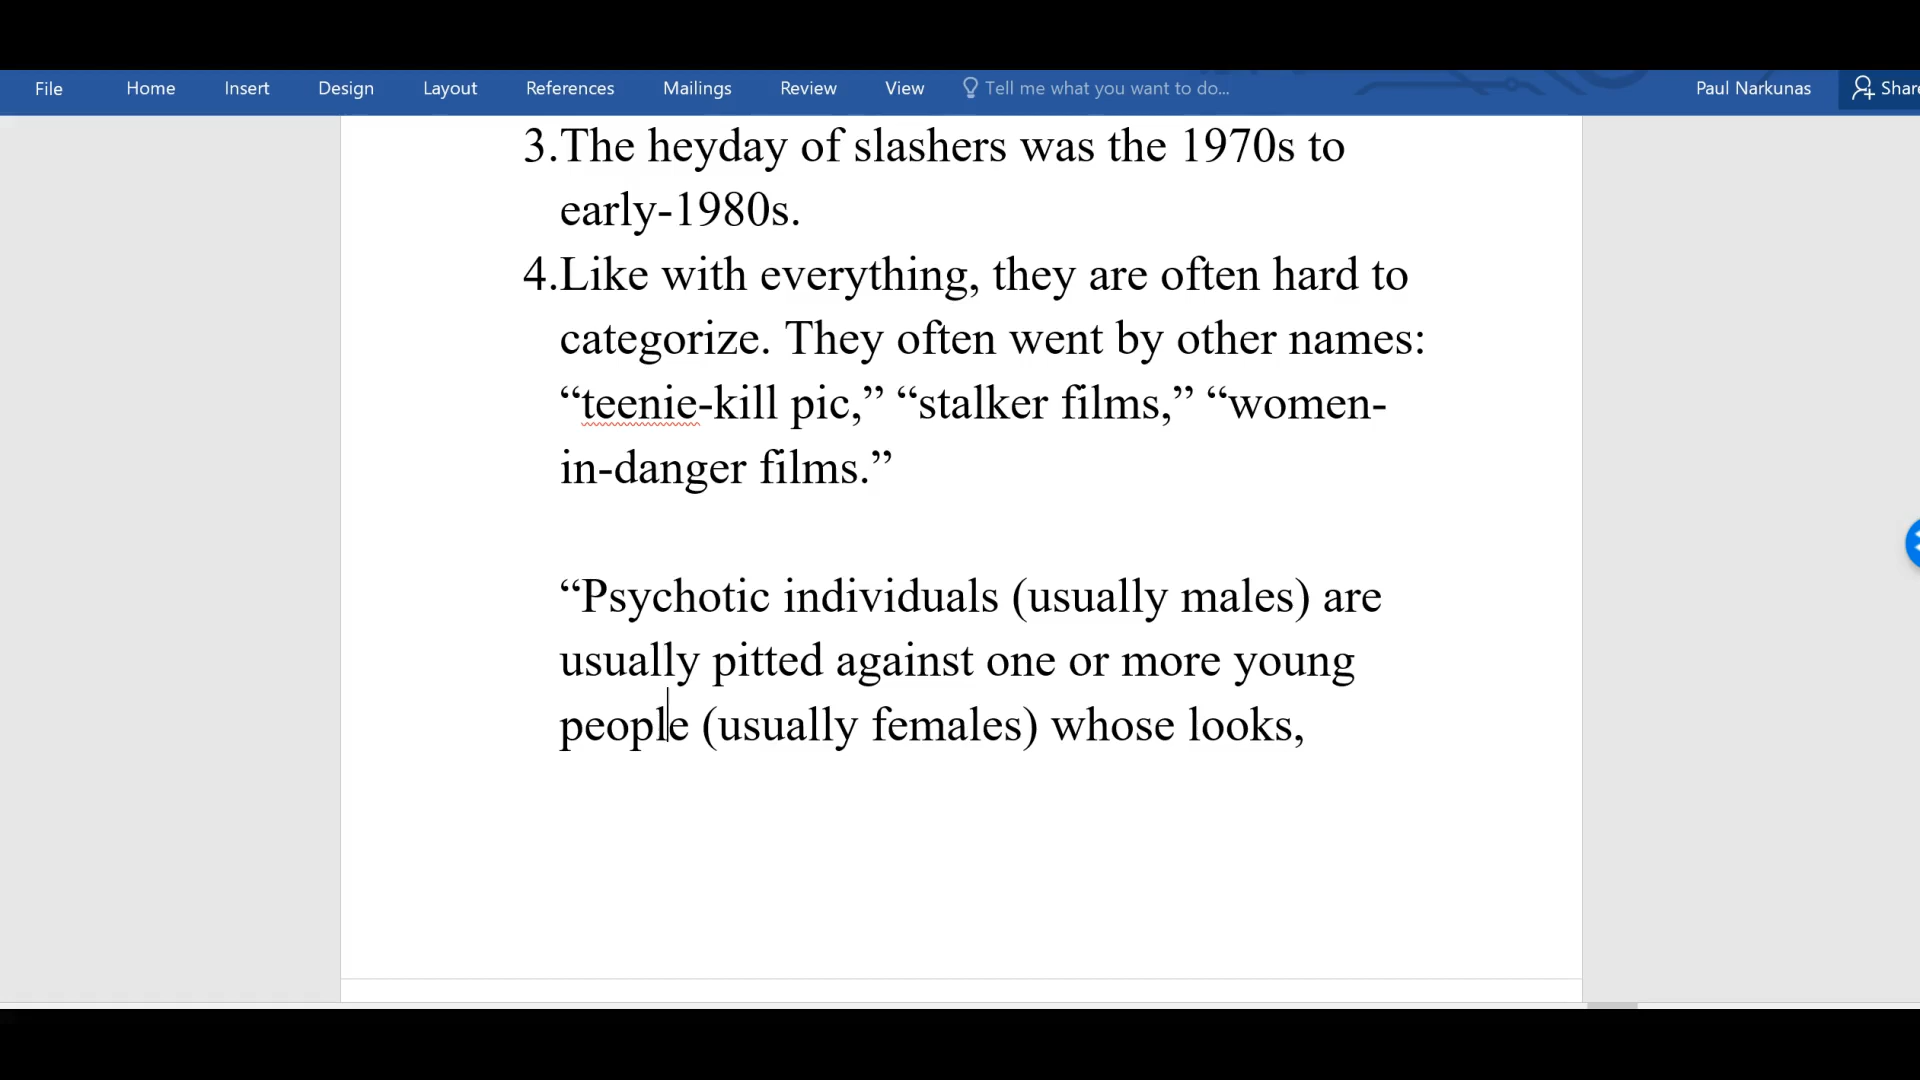 File Home Insert Design Layout References Mailings Review View Tell me what you want to do... Paul Narkunas Share
3.The heyday of slashers was the 1970s to
early-1980s.
4.Like with everything, they are often hard to
categorize. They often went by other names:
“teenie-kill pic,” “stalker films,” “women-
in-danger films.”
“Psychotic individuals (usually males) are
usually pitted against one or more young
people (usually females) whose looks,